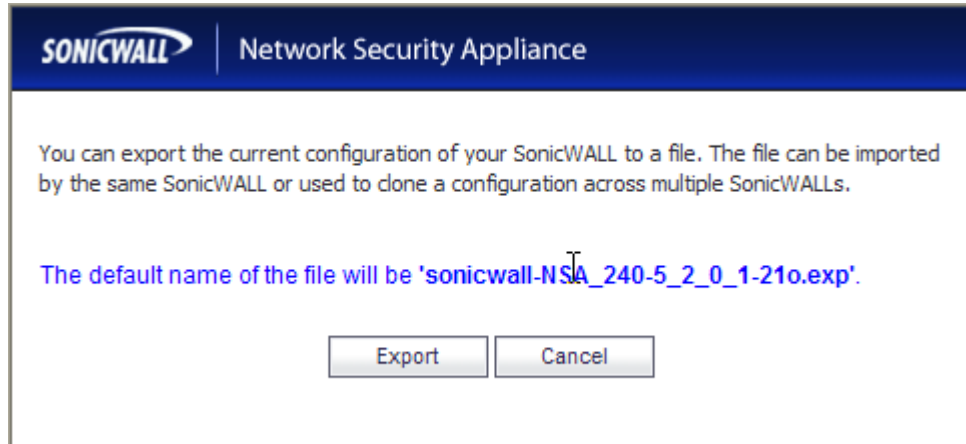 SONICWALL Network Security Appliance
You can export the current configuration of your SonicWALL to a file. The file can be imported
by the same SonicWALL or used to clone a configuration across multiple SonicWALLs.
The default name of the file will be 'sonicwall-NSA_240-5_2_0_1-21o.exp'.
Export Cancel